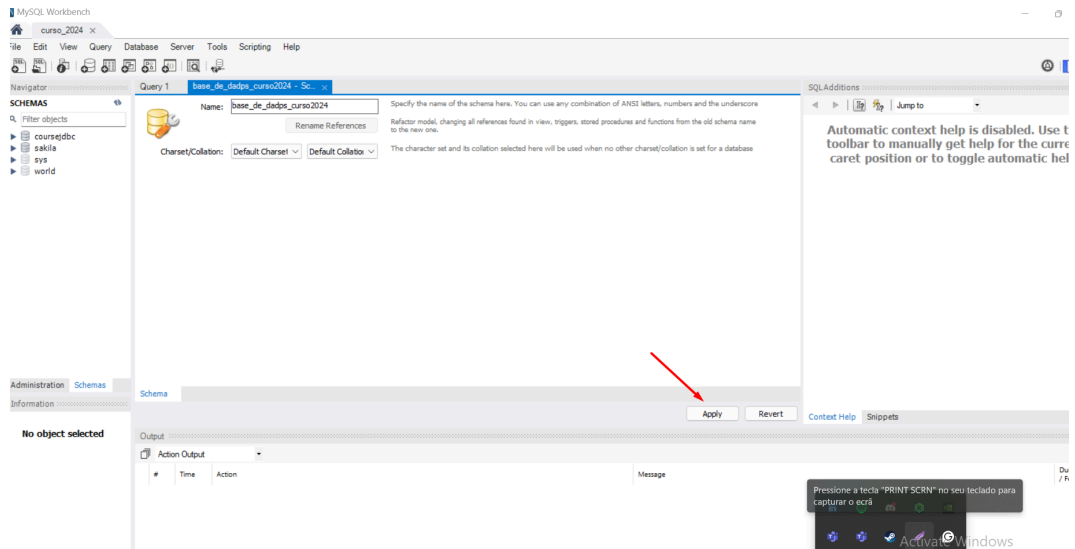 MySQL Workbench
curso_2024
File Edit View Query Database Server Tools Scripting Help
Navigator
SCHEMAS
Filter objects
coursejdbc
sakila
sys
world
Administration Schemas
Information
No object selected
Query 1 base_de_dadps_curso2024 - Sc...
Name: base_de_dadps_curso2024
Specify the name of the schema here. You can use any combination of ANSI letters, numbers and the underscore
Rename References
Refactor model, changing all references found in view, triggers, stored procedures and functions from the old schema name
to the new one.
Charset/Collation: Default Charset Default Collation
The character set and its collation selected here will be used when no other charset/collation is set for a database
Schema
Apply Revert
SQLAdditions
Jump to
Automatic context help is disabled. Use t
toolbar to manually get help for the curre
caret position or to toggle automatic hel
Context Help Snippets
Output
Action Output
# Time Action Message Du
/ F
Pressione a tecla "PRINT SCRN" no seu teclado para
capturar o ecrã
Activate Windows